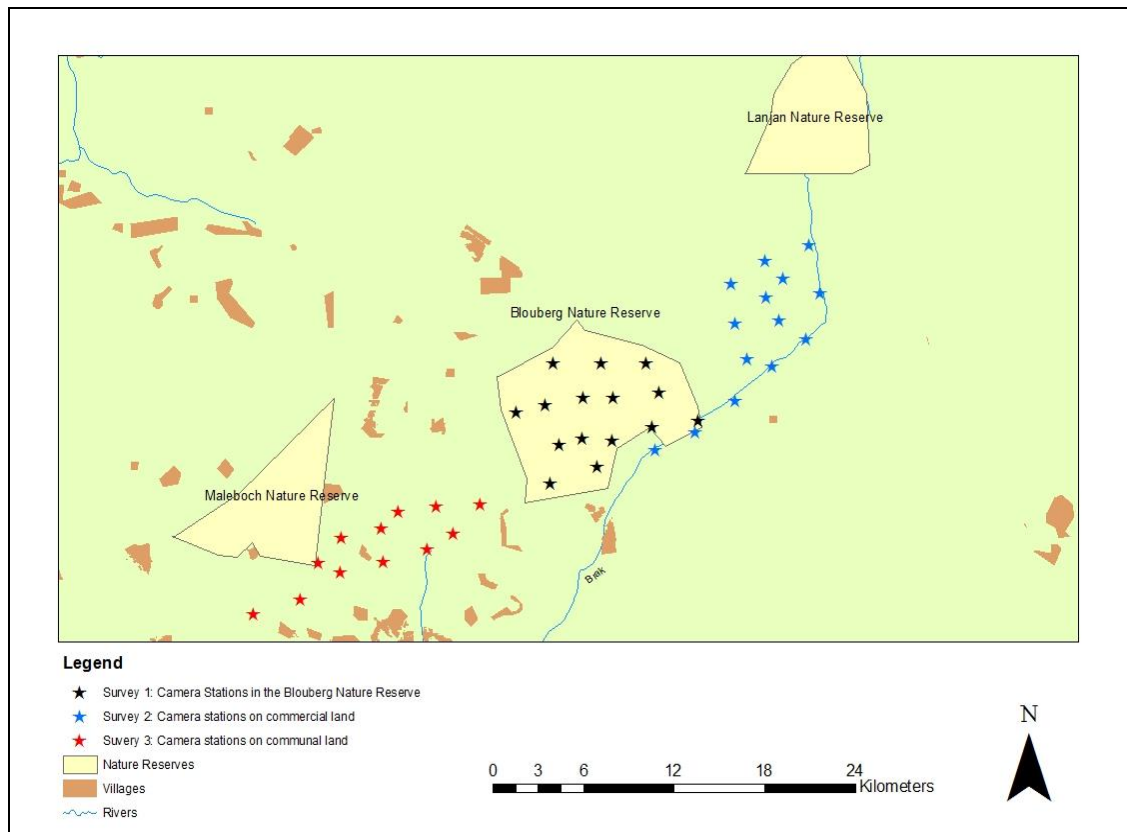 Lanjan Nature Reserve
Blouberg Nature Reserve
Maleboch Nature Reserve
Brak
Legend
Survey 1: Camera Stations in the Blouberg Nature Reserve
Survey 2: Camera stations on commercial land
Suvery 3: Camera stations on communal land
Nature Reserves
Villages
Rivers
0 3 6 12 18 24
Kilometers
N